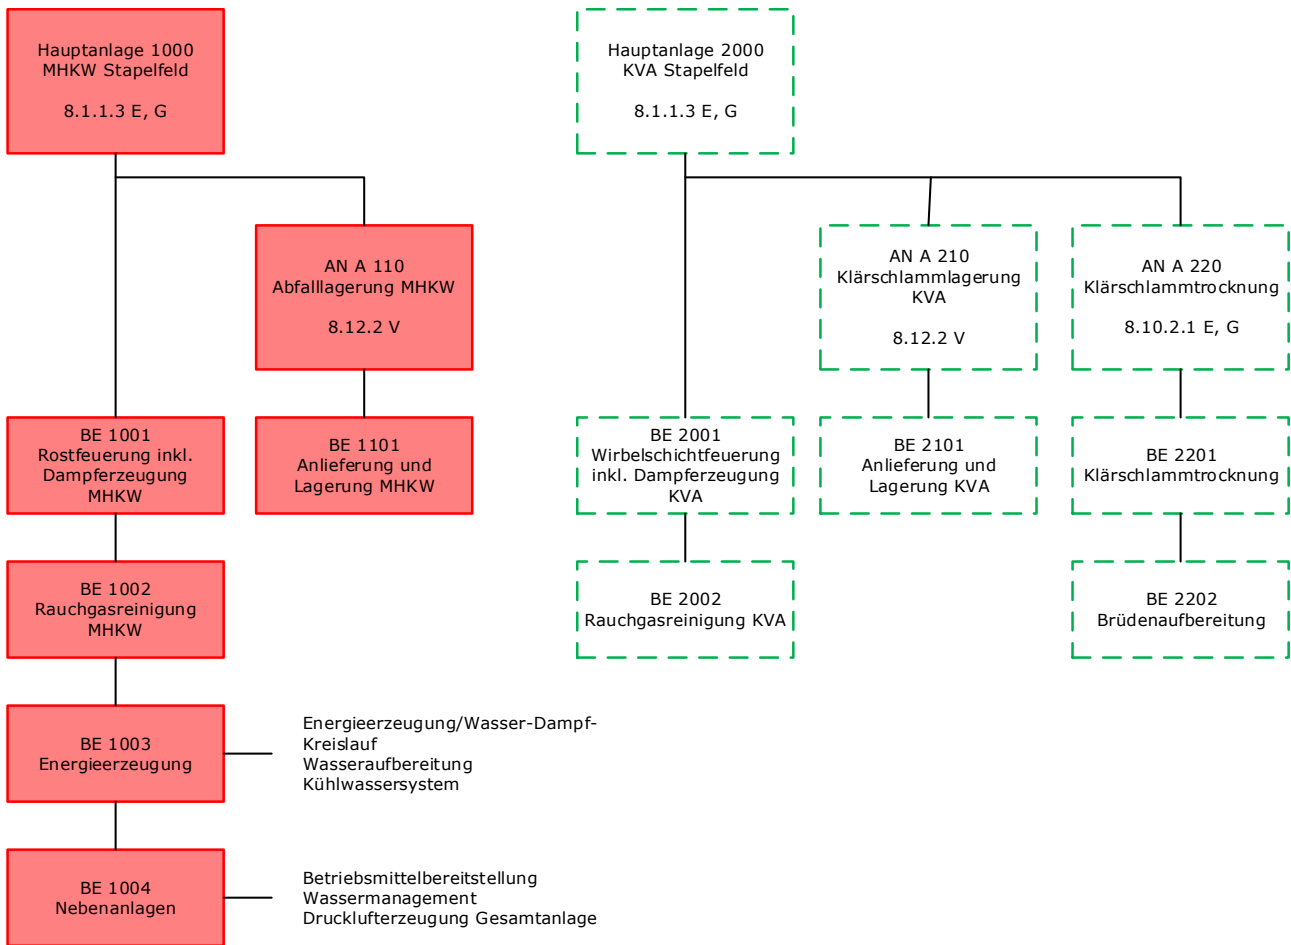 Hauptanlage 1000
MHKW Stapelfeld
8.1.1.3 E, G
Hauptanlage 2000
KVA Stapelfeld
8.1.1.3 E, G
AN A 110
Abfalllagerung MHKW
8.12.2 V
AN A 210
Klärschlammlagerung
KVA
8.12.2 V
AN A 220
Klärschlammtrocknung
8.10.2.1 E, G
BE 1001
Rostfeuerung inkl.
Dampferzeugung
MHKW
BE 1101
Anlieferung und
Lagerung MHKW
BE 2001
Wirbelschichtfeuerung
inkl. Dampferzeugung
KVA
BE 2101
Anlieferung und
Lagerung KVA
BE 2201
Klärschlammtrocknung
BE 1002
Rauchgasreinigung
MHKW
BE 2002
Rauchgasreinigung KVA
BE 2202
Brüdenaufbereitung
BE 1003
Energieerzeugung
Energieerzeugung/Wasser-Dampf-
Kreislauf
Wasseraufbereitung
Kühlwassersystem
BE 1004
Nebenanlagen
Betriebsmittelbereitstellung
Wassermanagement
Drucklufterzeugung Gesamtanlage